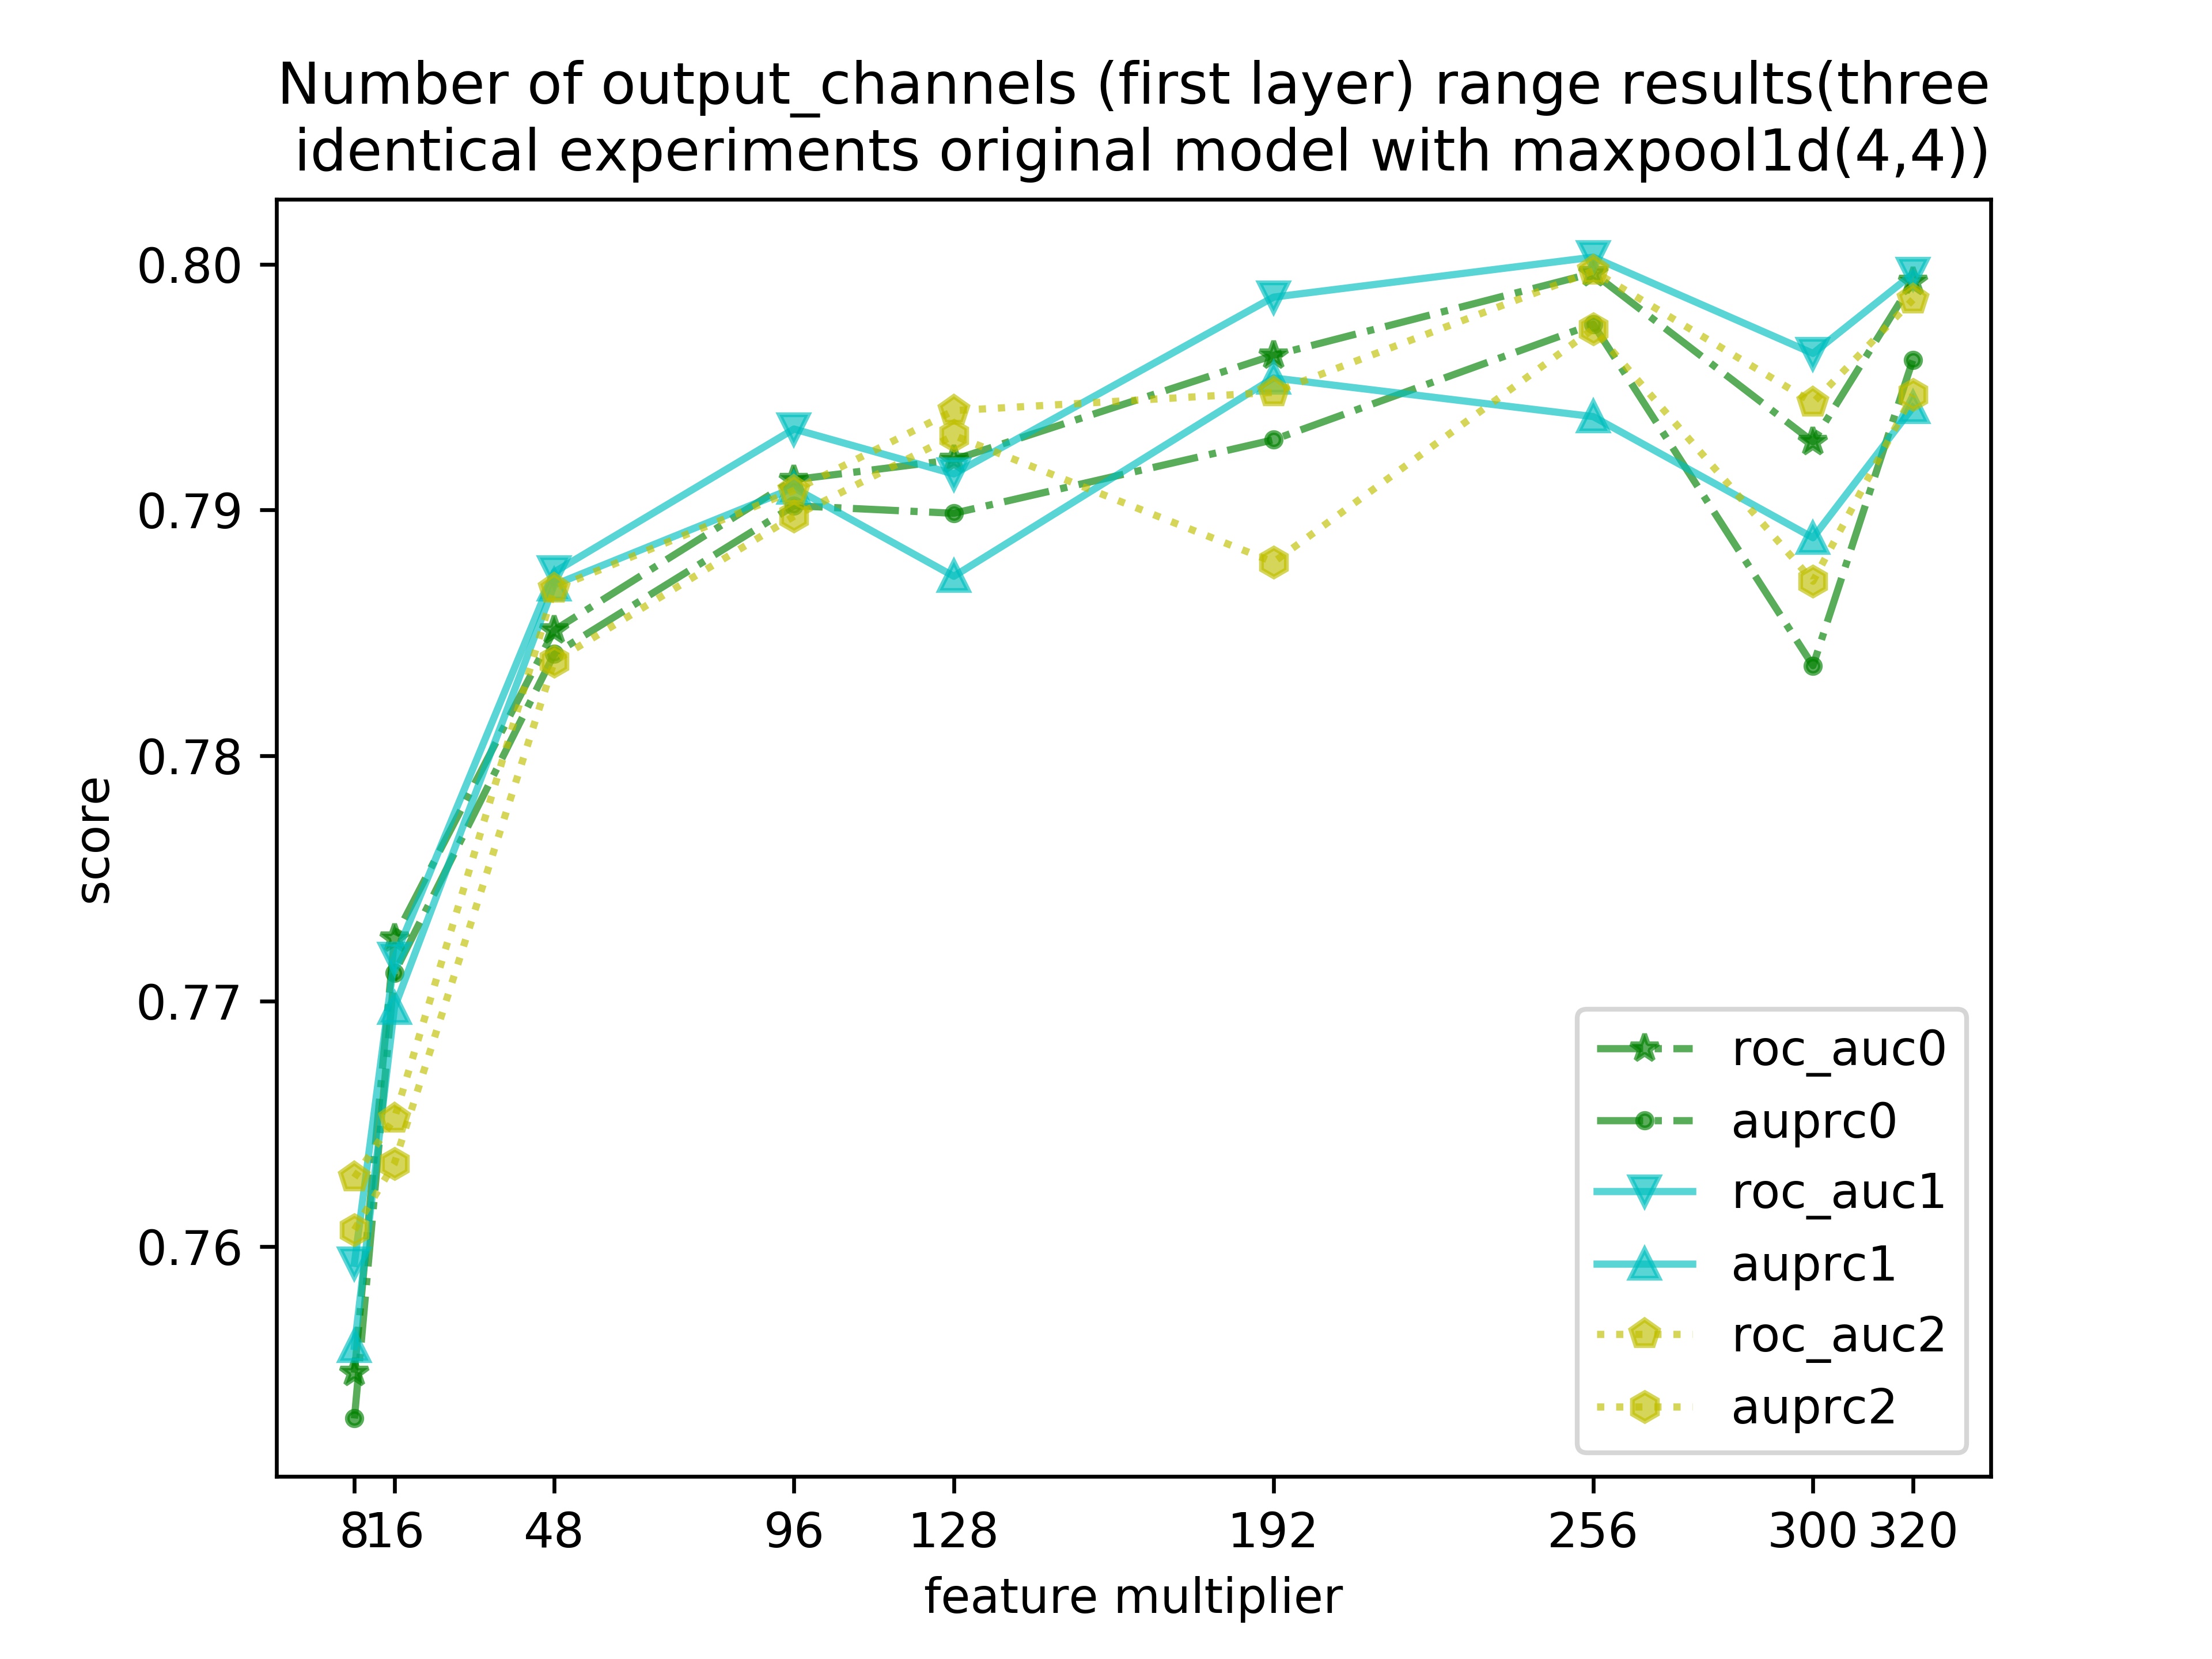 Number of output_channels (first layer) range results(three
identical experiments original model with maxpool1d(4,4))
0.80
0.79
0.78
0.77
0.76
score
roc_auc0
auprc0
roc_auc1
auprc1
roc_auc2
auprc2
8 16 48 96 128 192 256 300 320
feature multiplier